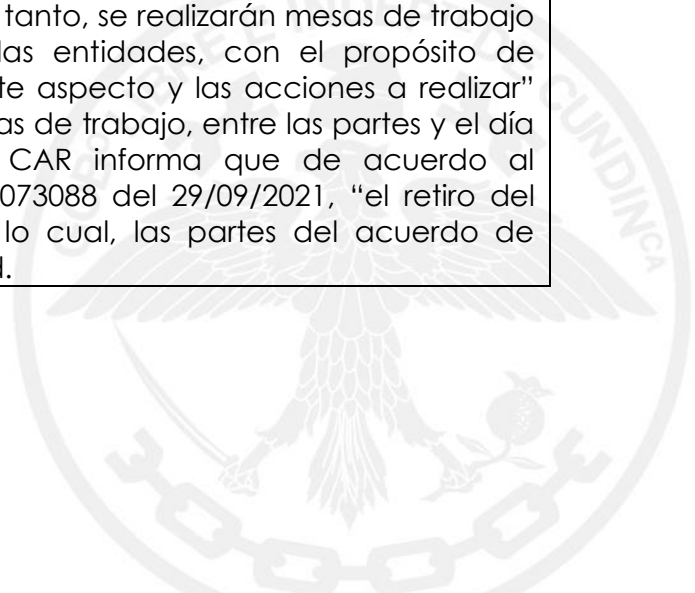 tanto, se realizarán mesas de trabajo
las entidades, con el propósito de
te aspecto y las acciones a realizar”
as de trabajo, entre las partes y el día
CAR informa que de acuerdo al
073088 del 29/09/2021, “el retiro del
lo cual, las partes del acuerdo de
d.
CUNDINCA